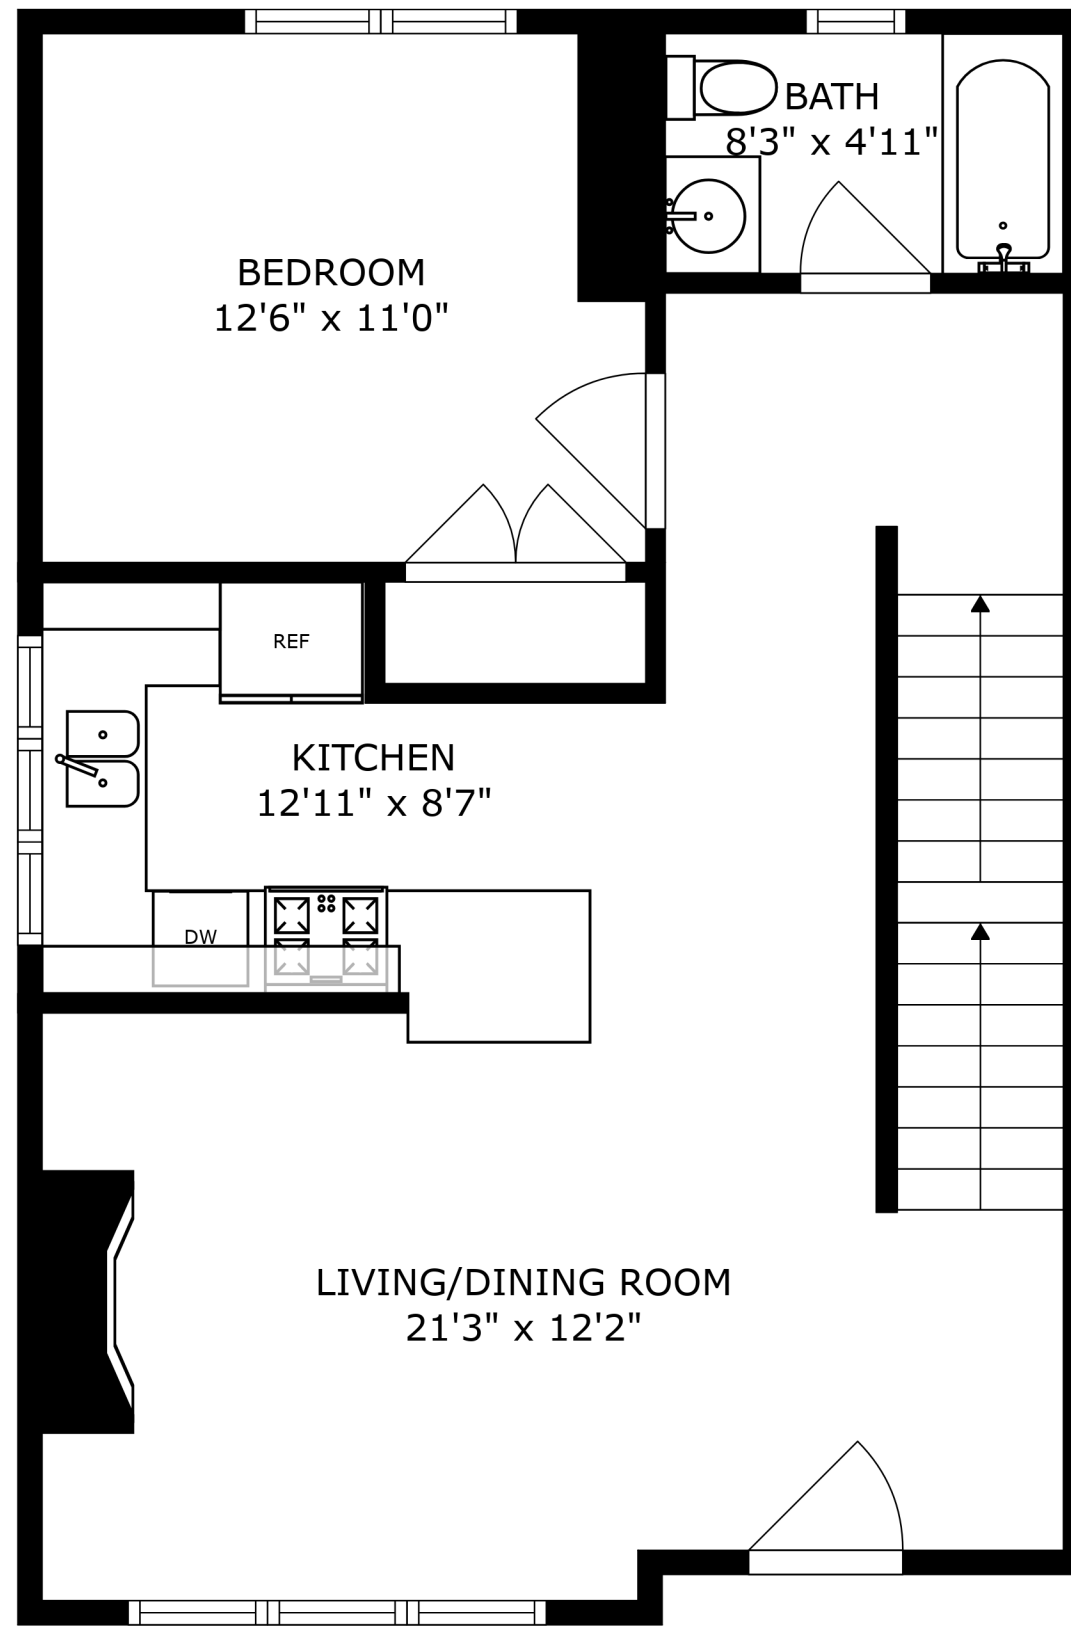 BATH
8'3" x 4'11"
BEDROOM
12'6" x 11'0"
REF
KITCHEN
12'11" x 8'7"
DW
LIVING/DINING ROOM
21'3" x 12'2"